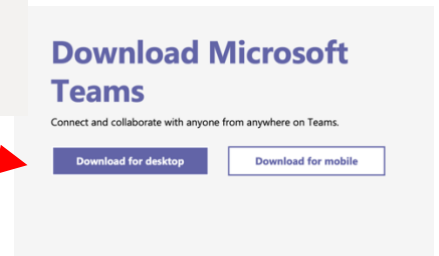 Download Microsoft
Teams
Connect and collaborate with anyone from anywhere on Teams.
Download for desktop
Download for mobile